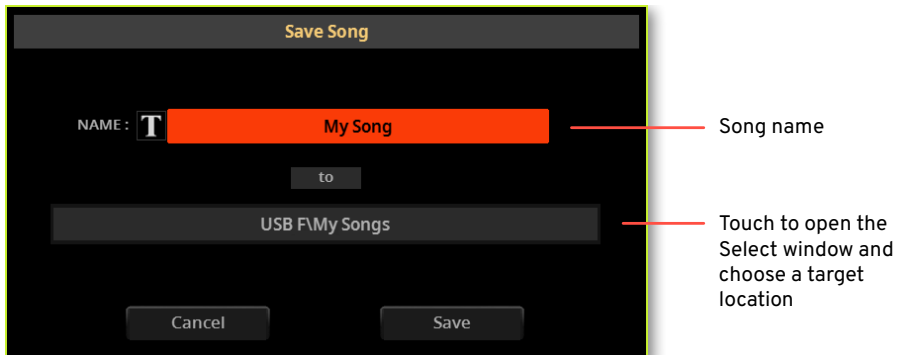 Save Song
NAME : T My Song
Song name
to
USB F\My Songs
Touch to open the
Select window and
choose a target
location
Cancel Save